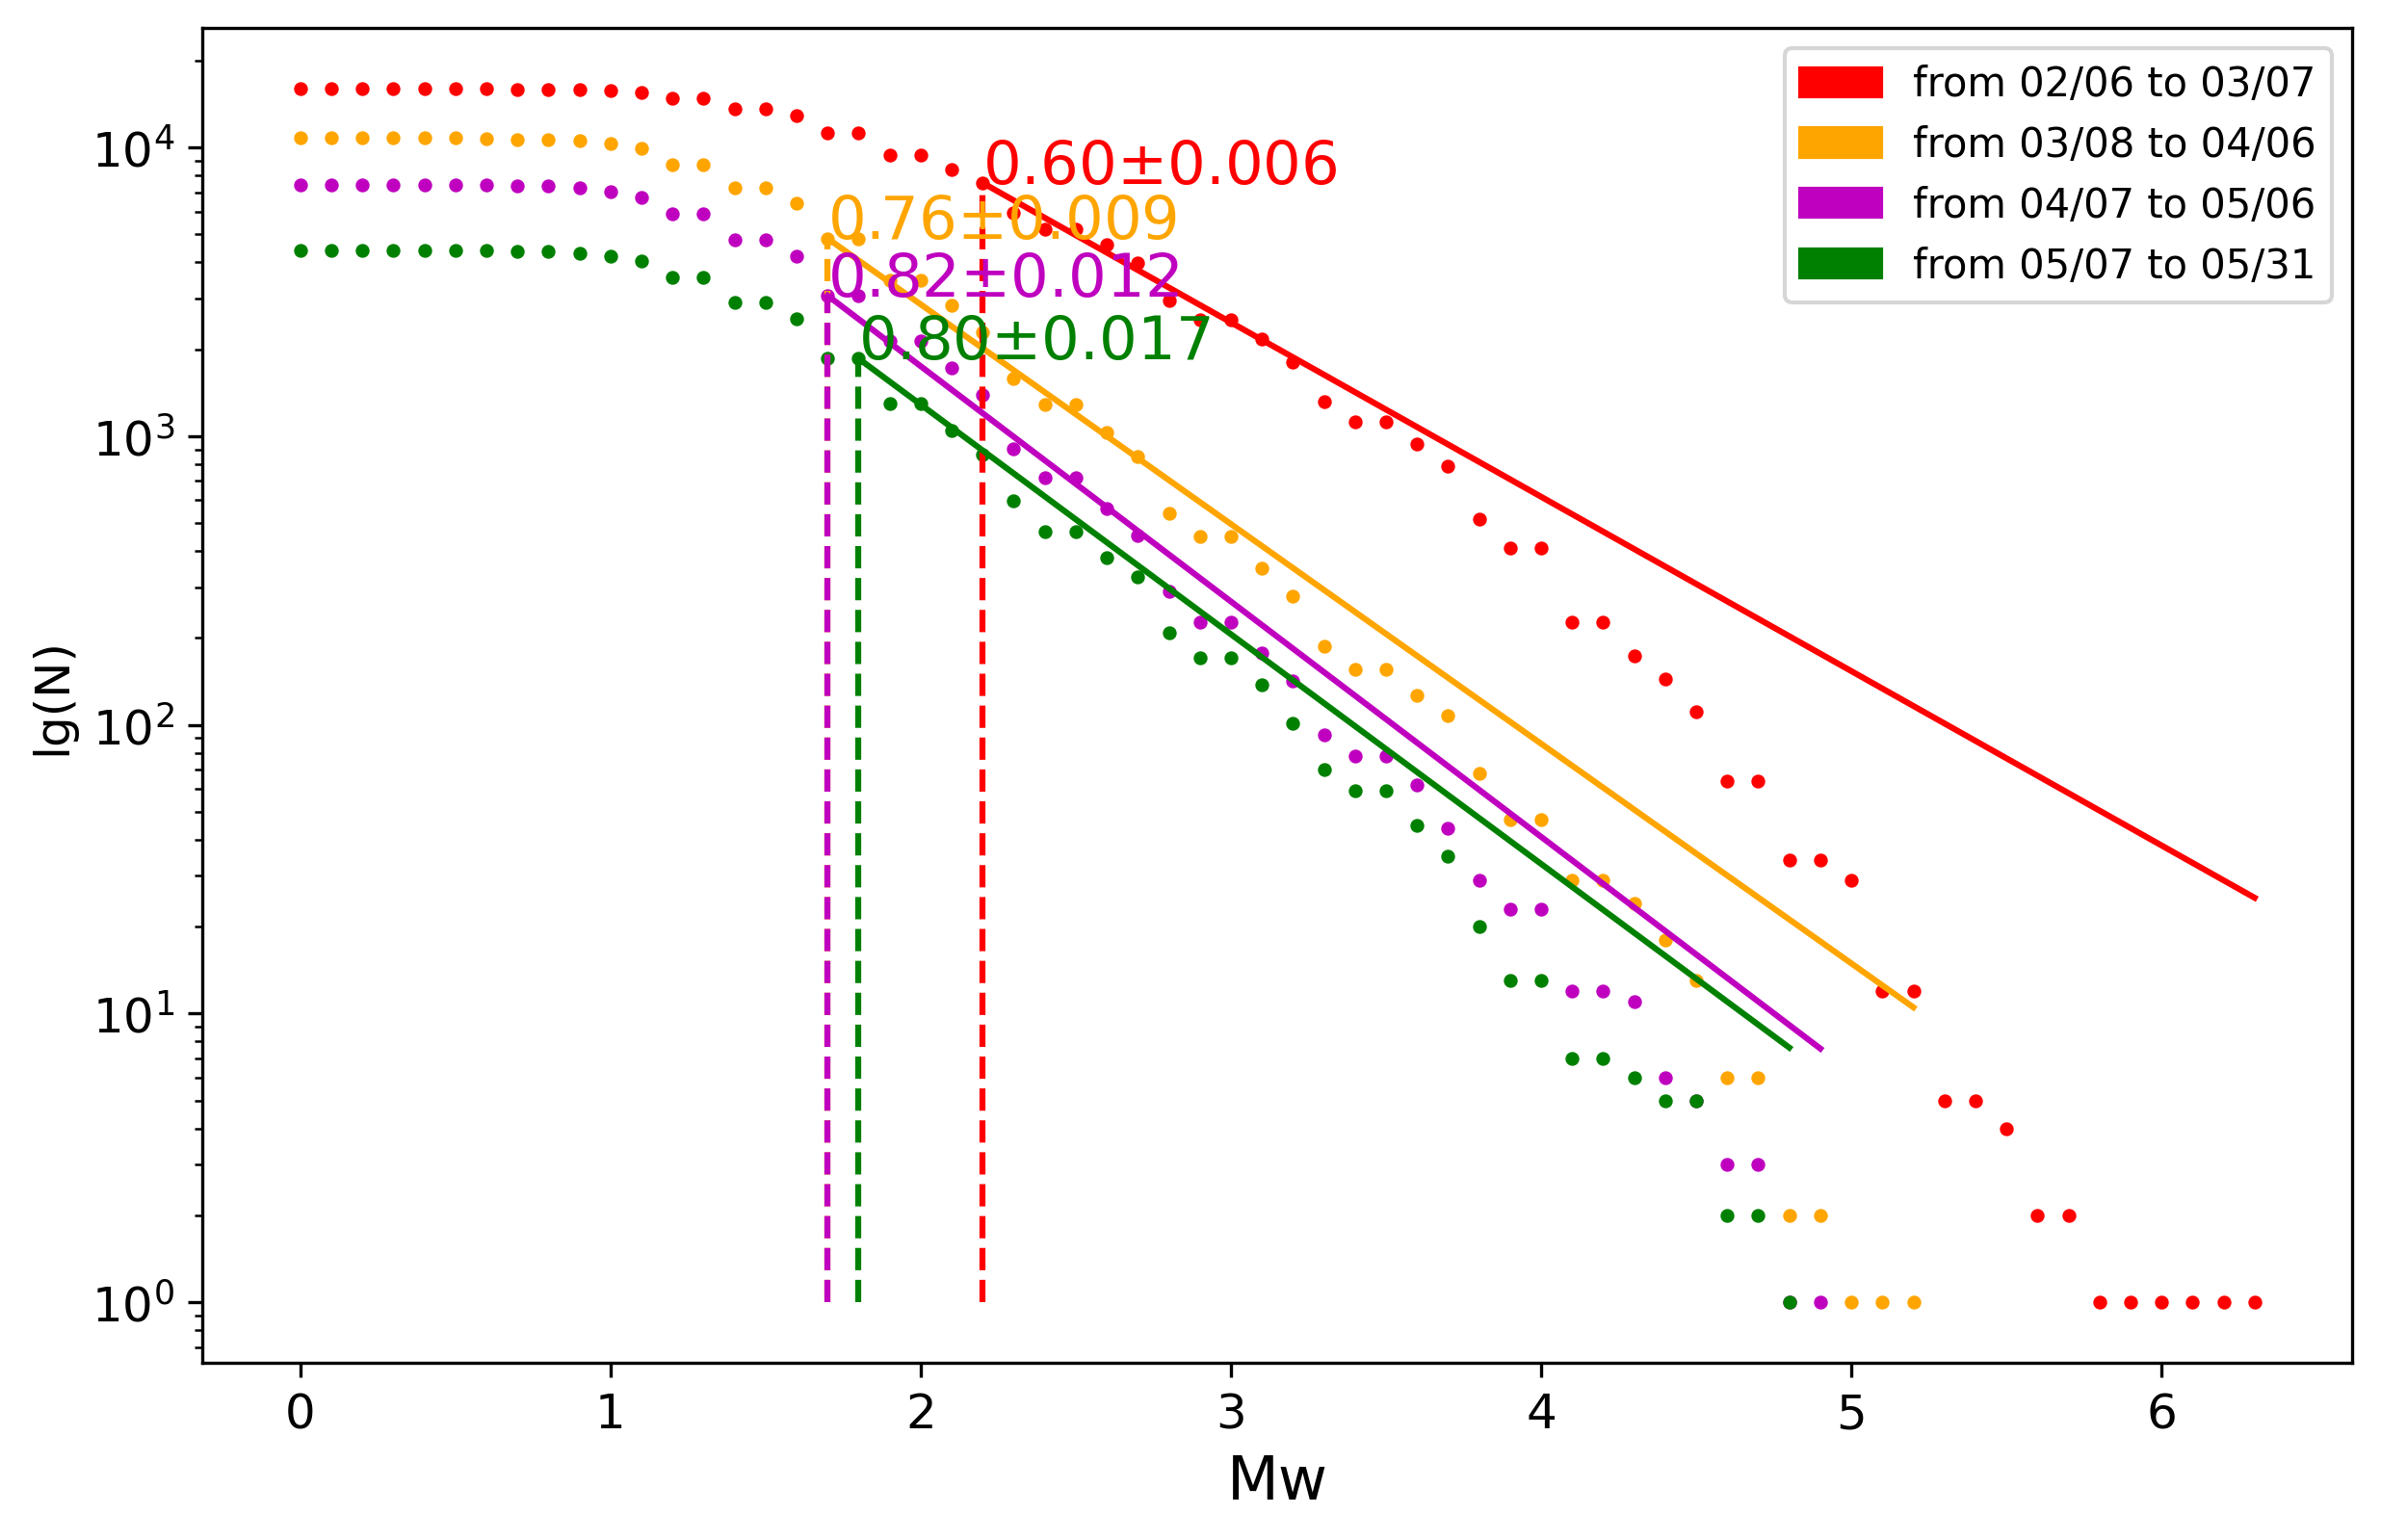 from 02/06 to 03/07
from 03/08 to 04/06
from 04/07 to 05/06
from 05/07 to 05/31
0.60±0.006
0.76±0.009
0.82±0.012
0.80±0.017
lg(N)
10⁴
10³
10²
10¹
10⁰
0 1 2 3 4 5 6
Mw